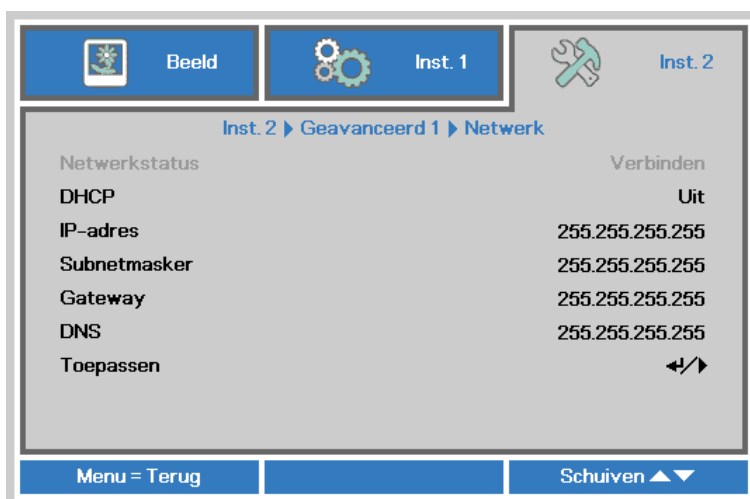 Beeld
Inst. 1
Inst. 2
Inst. 2 ▶ Geavanceerd 1 ▶ Netwerk
Netwerkstatus Verbinden
DHCP Uit
IP-adres 255.255.255.255
Subnetmasker 255.255.255.255
Gateway 255.255.255.255
DNS 255.255.255.255
Toepassen ↵/▶
Menu = Terug
Schuiven ▲▼